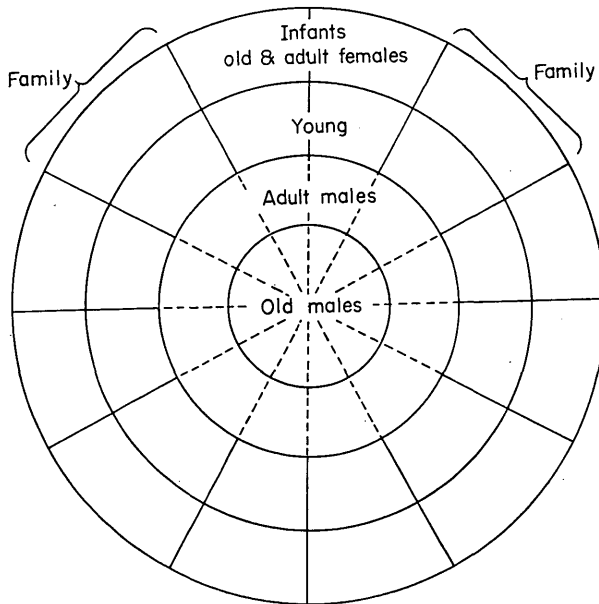 Infants
old & adult females
Family
Family
Young
Adult males
Old males